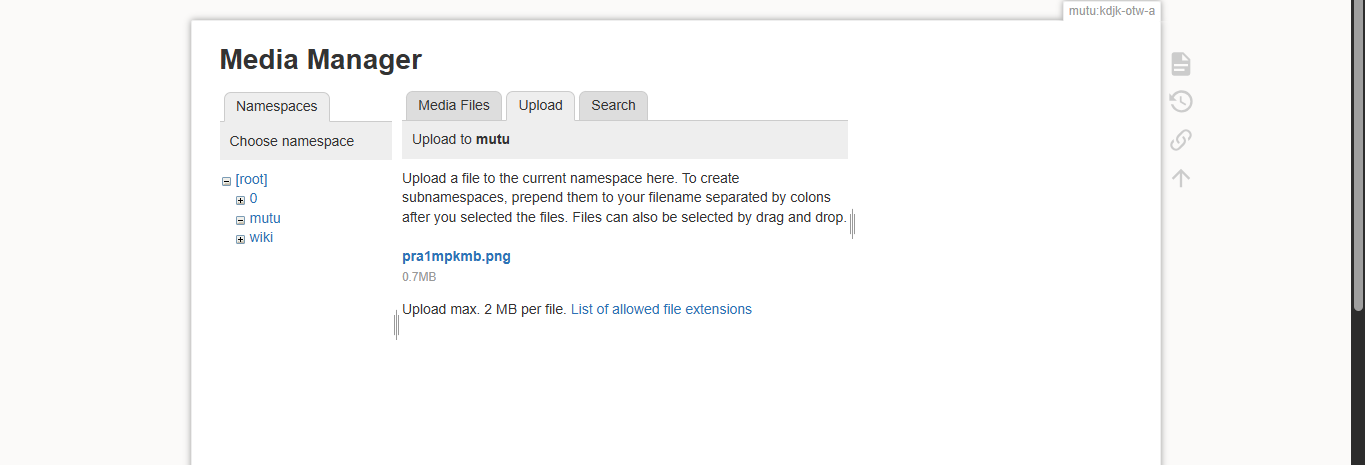 mutu:kdjk-otw-a
Media Manager
Namespaces
Choose namespace
[root]
0
mutu
wiki
Media Files
Upload
Search
Upload to mutu
Upload a file to the current namespace here. To create
subnamespaces, prepend them to your filename separated by colons
after you selected the files. Files can also be selected by drag and drop.
pra1mpkmb.png
0.7MB
Upload max. 2 MB per file. List of allowed file extensions